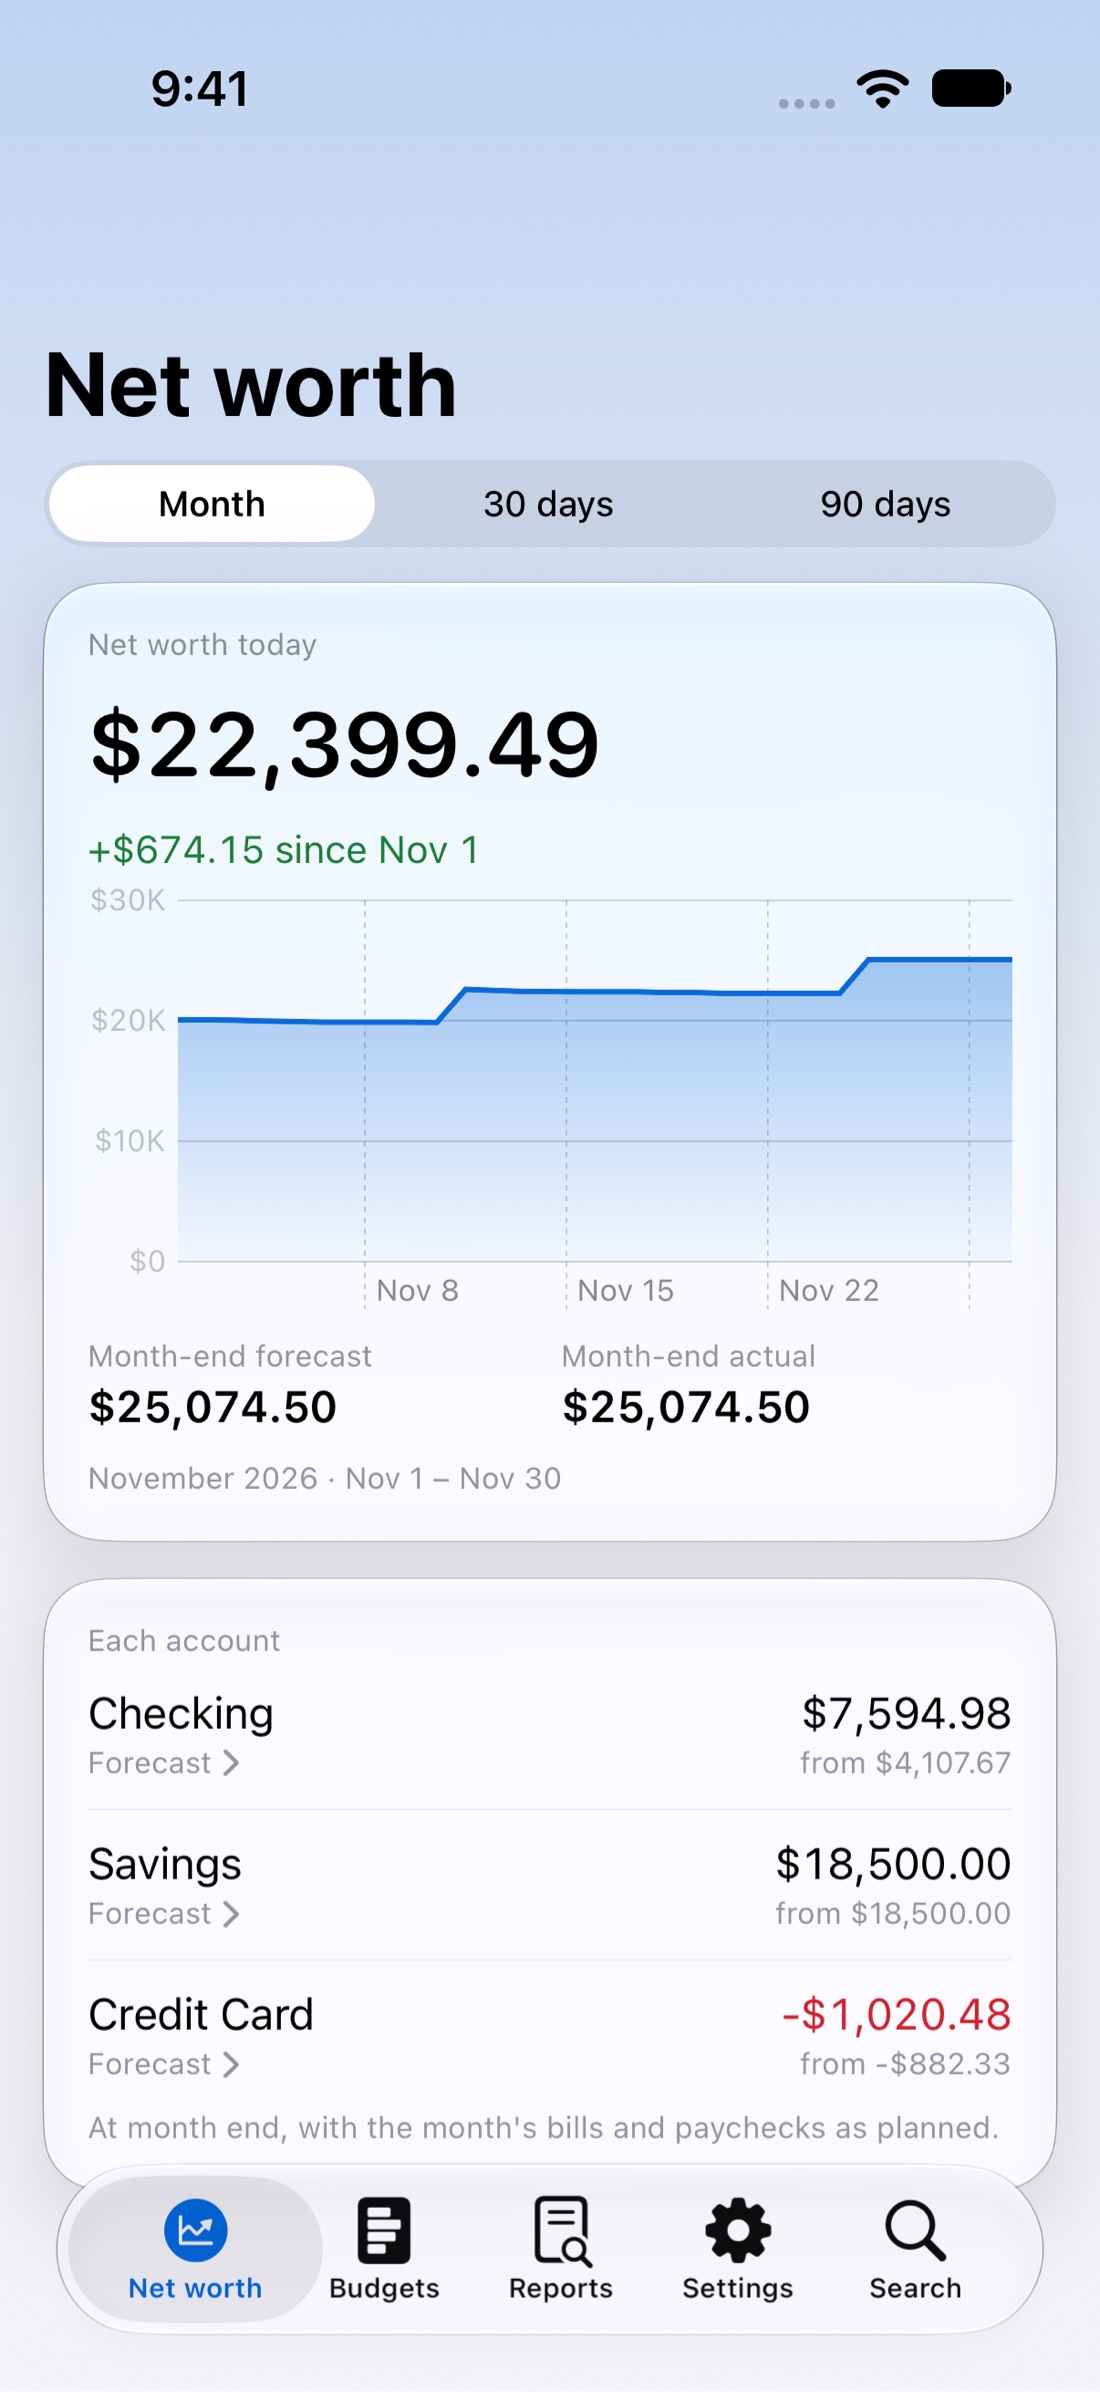 9:41
Net worth
Month 30 days 90 days
Net worth today
$22,399.49
+$674.15 since Nov 1
$30K
$20K
$10K
$0
Nov 8 Nov 15 Nov 22
Month-end forecast Month-end actual
$25,074.50 $25,074.50
November 2026 · Nov 1 – Nov 30
Each account
Checking $7,594.98
Forecast from $4,107.67
Savings $18,500.00
Forecast from $18,500.00
Credit Card -$1,020.48
Forecast from -$882.33
At month end, with the month's bills and paychecks as planned.
Net worth Budgets Reports Settings Search